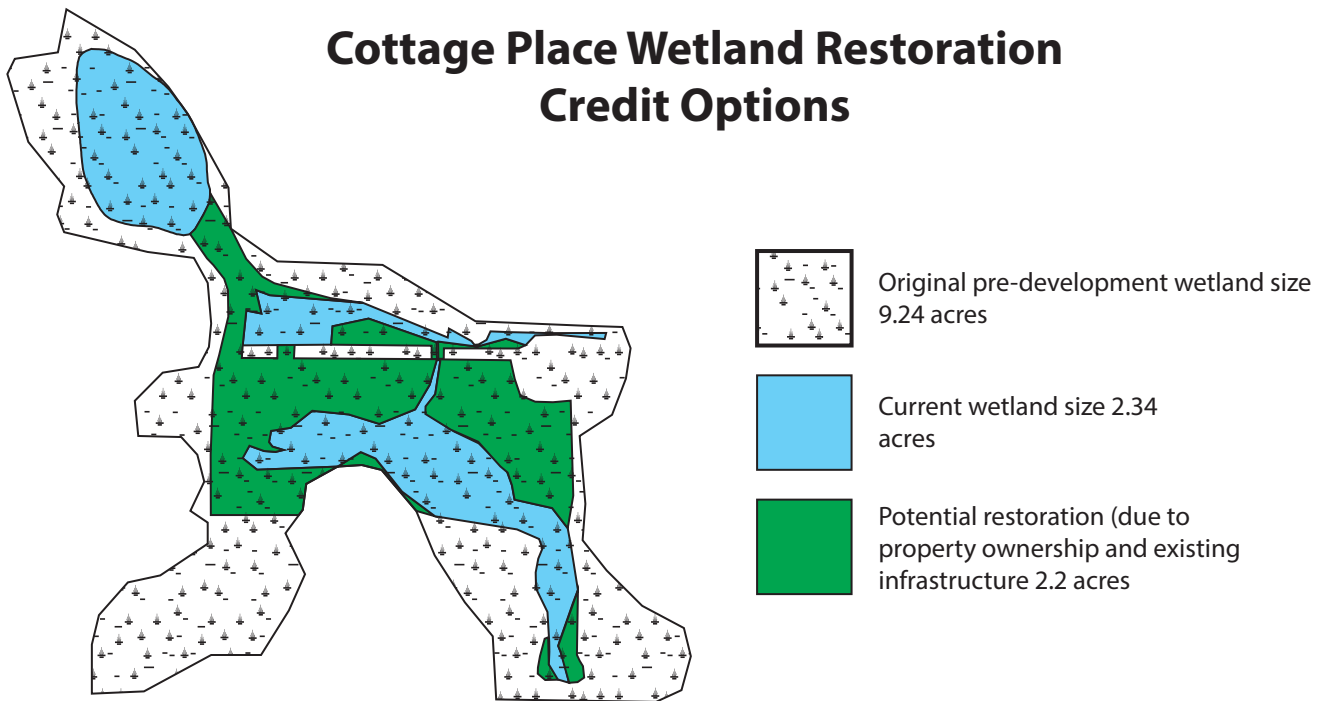 Cottage Place Wetland Restoration
Credit Options
Original pre-development wetland size
9.24 acres
Current wetland size 2.34
acres
Potential restoration (due to
property ownership and existing
infrastructure 2.2 acres